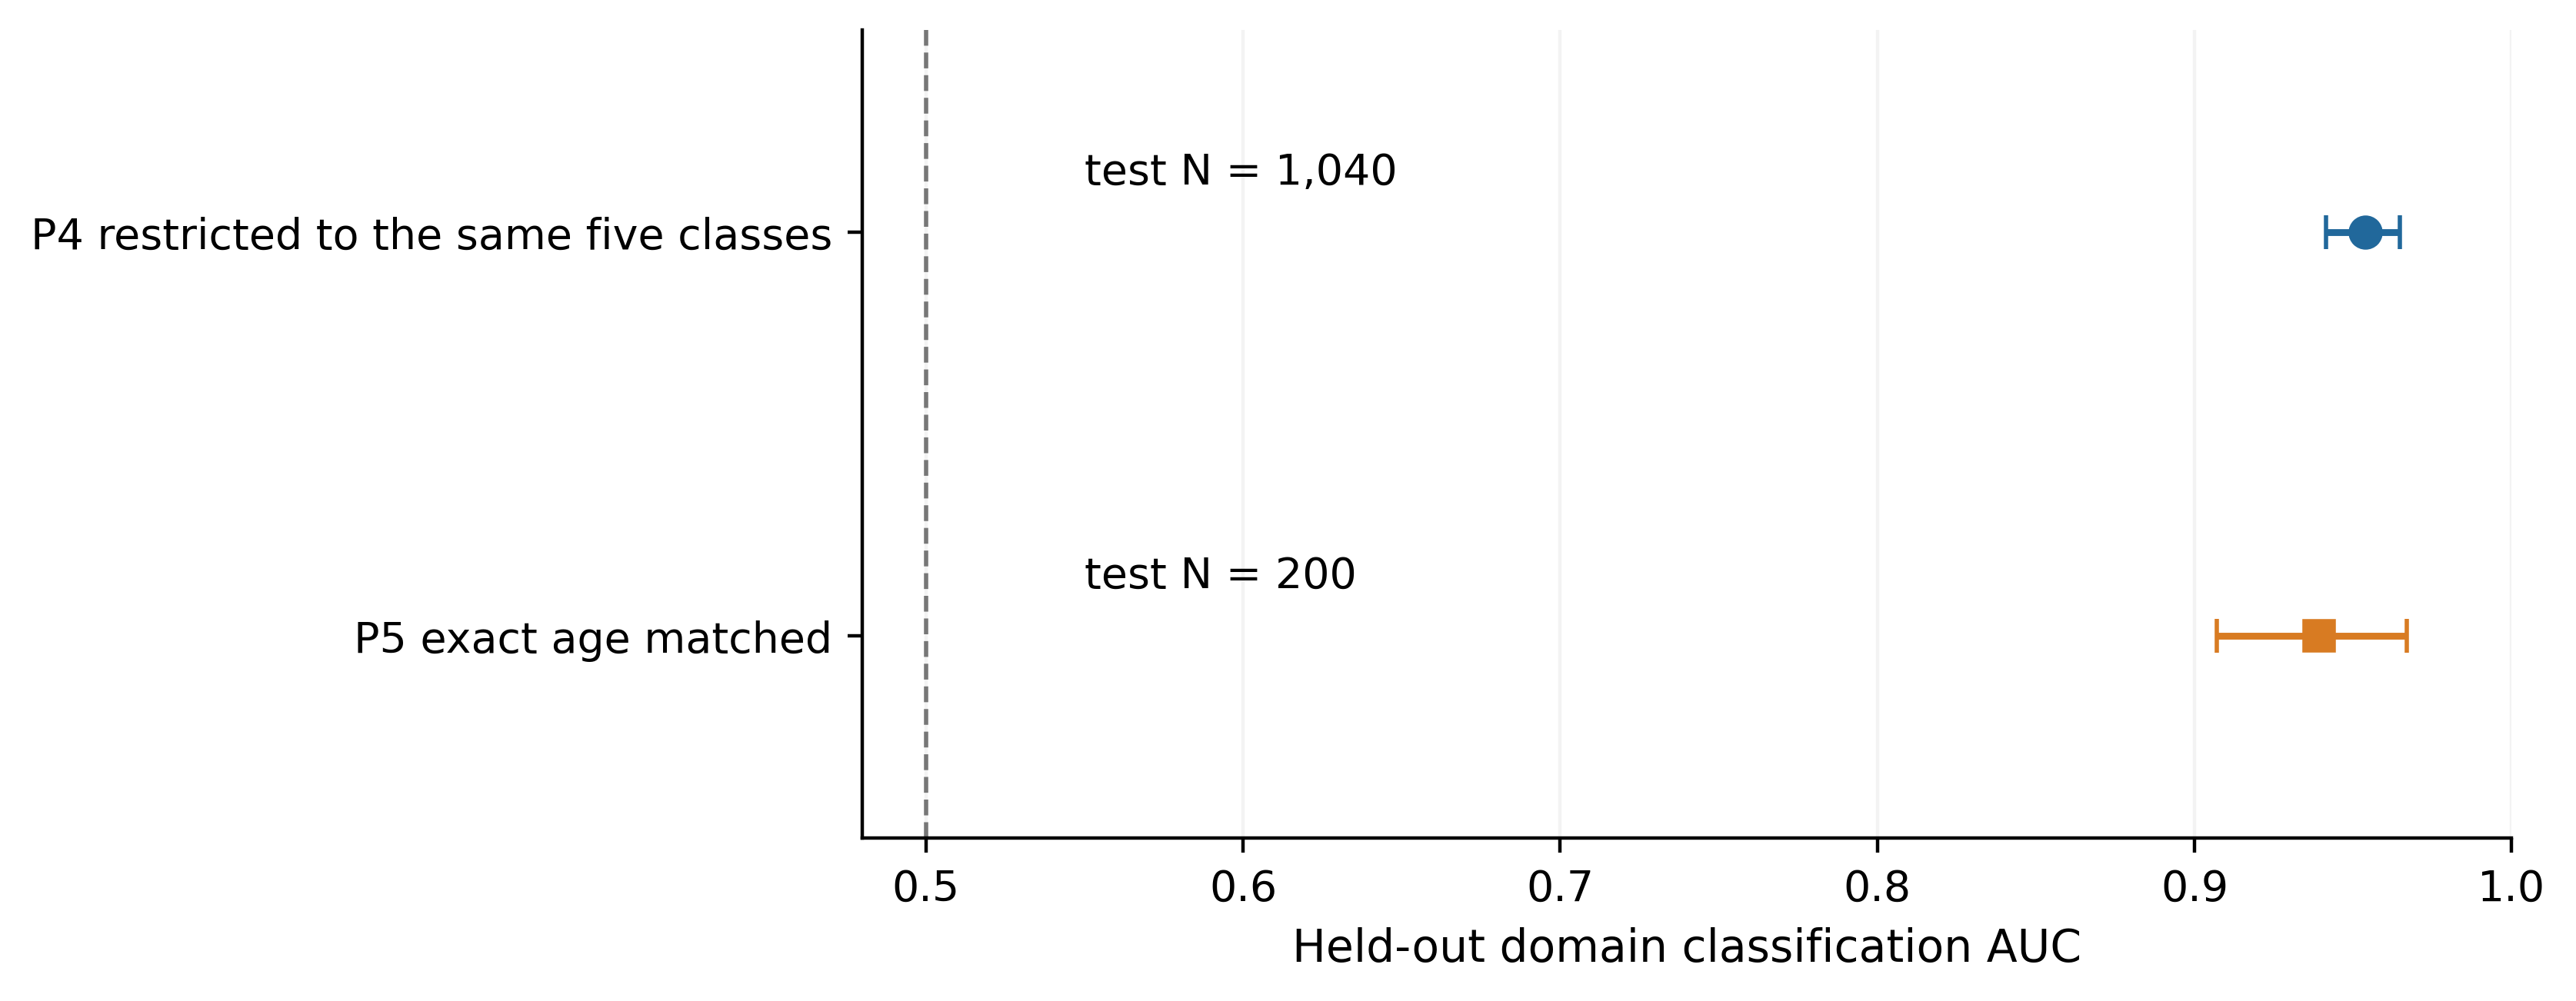 test N = 1,040
P4 restricted to the same five classes
test N = 200
P5 exact age matched
0.5 0.6 0.7 0.8 0.9 1.0
Held-out domain classification AUC